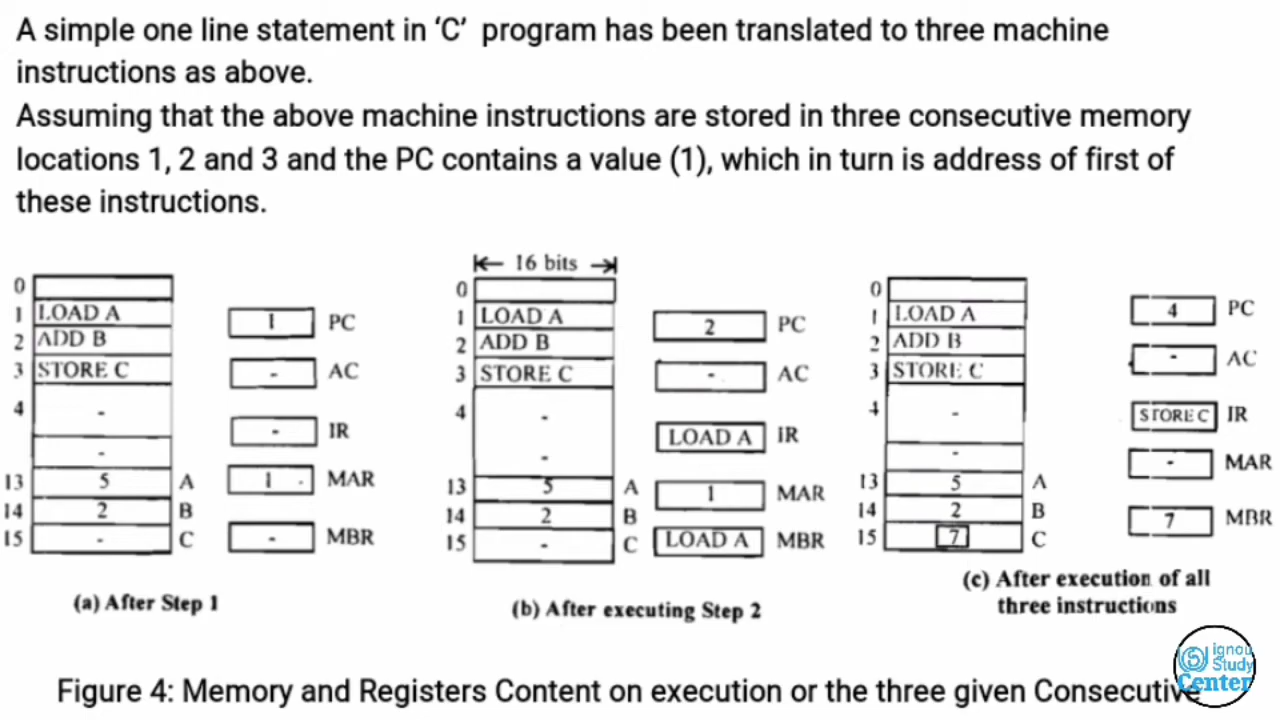 A simple one line statement in ‘C’ program has been translated to three machine
instructions as above.
Assuming that the above machine instructions are stored in three consecutive memory
locations 1, 2 and 3 and the PC contains a value (1), which in turn is address of first of
these instructions.
0
1 LOAD A
2 ADD B
3 STORE C
4 -
-
13 5 A
14 2 B
15 - C
1 PC
- AC
- IR
1 MAR
- MBR
(a) After Step 1
16 bits
0
1 LOAD A
2 ADD B
3 STORE C
4 -
-
13 5 A
14 2 B
15 - C
2 PC
- AC
LOAD A IR
1 MAR
LOAD A MBR
(b) After executing Step 2
0
1 LOAD A
2 ADD B
3 STORE C
4 -
-
13 5 A
14 2 B
15 7 C
4 PC
- AC
STORE C IR
- MAR
7 MBR
(c) After execution of all
three instructions
Figure 4: Memory and Registers Content on execution or the three given Consecutive
ignou
Study
Center